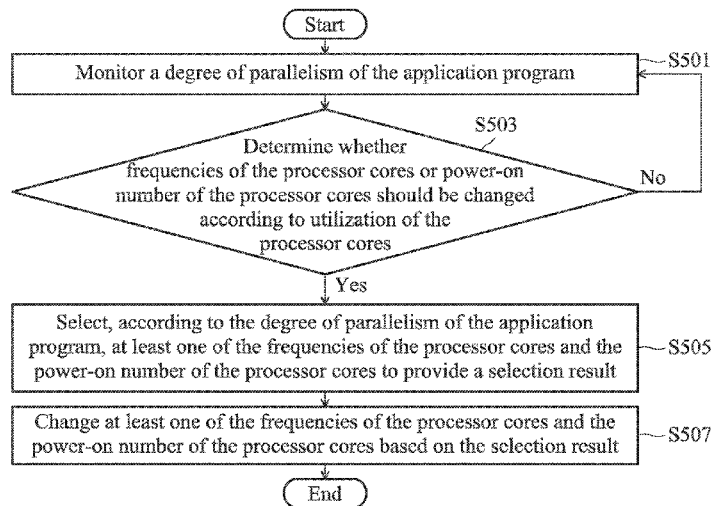 Start
Monitor a degree of parallelism of the application program
S501
S503
Determine whether
frequencies of the processor cores or power-on
number of the processor cores should be changed
according to utilization of the
processor cores
No
Yes
Select, according to the degree of parallelism of the application
program, at least one of the frequencies of the processor cores and the
power-on number of the processor cores to provide a selection result
S505
Change at least one of the frequencies of the processor cores and the
power-on number of the processor cores based on the selection result
S507
End